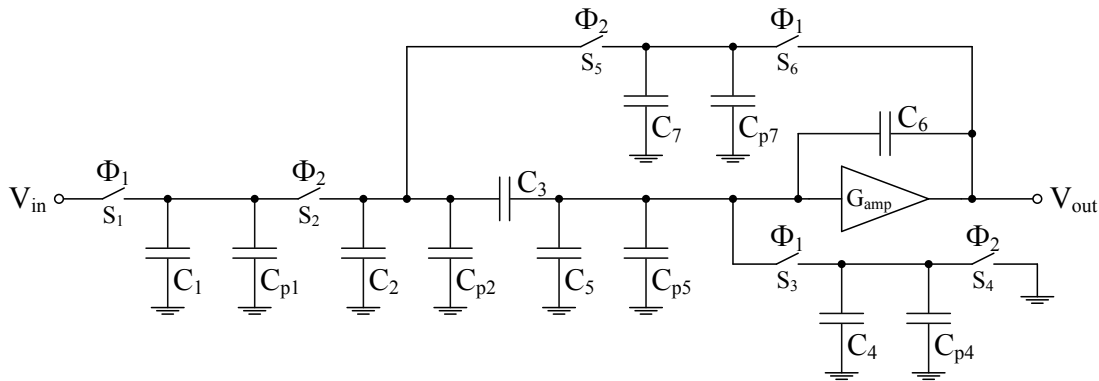 Φ2
Φ1
S5
S6
C7
Cp7
C6
Φ1
Φ2
C3
Vin
S1
S2
Gamp
Vout
Φ1
Φ2
S3
S4
C1
Cp1
C2
Cp2
C5
Cp5
C4
Cp4